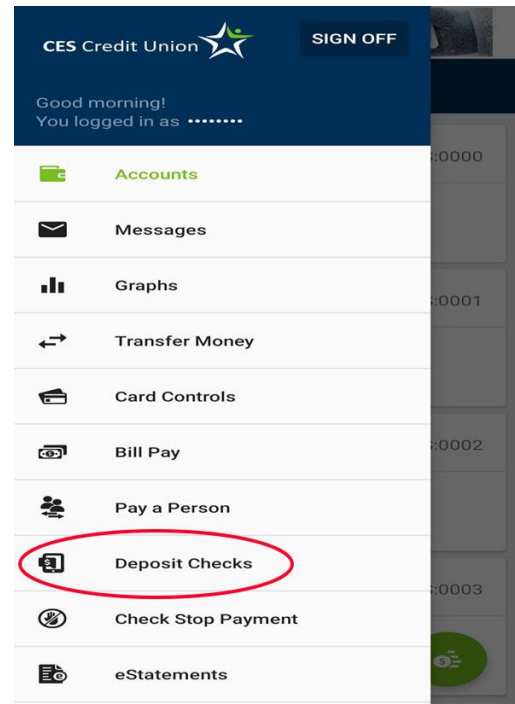 CES Credit Union
SIGN OFF
Good morning!
You logged in as ••••••••
Accounts
:0000
Messages
Graphs
:0001
Transfer Money
Card Controls
Bill Pay
:0002
Pay a Person
Deposit Checks
:0003
Check Stop Payment
eStatements